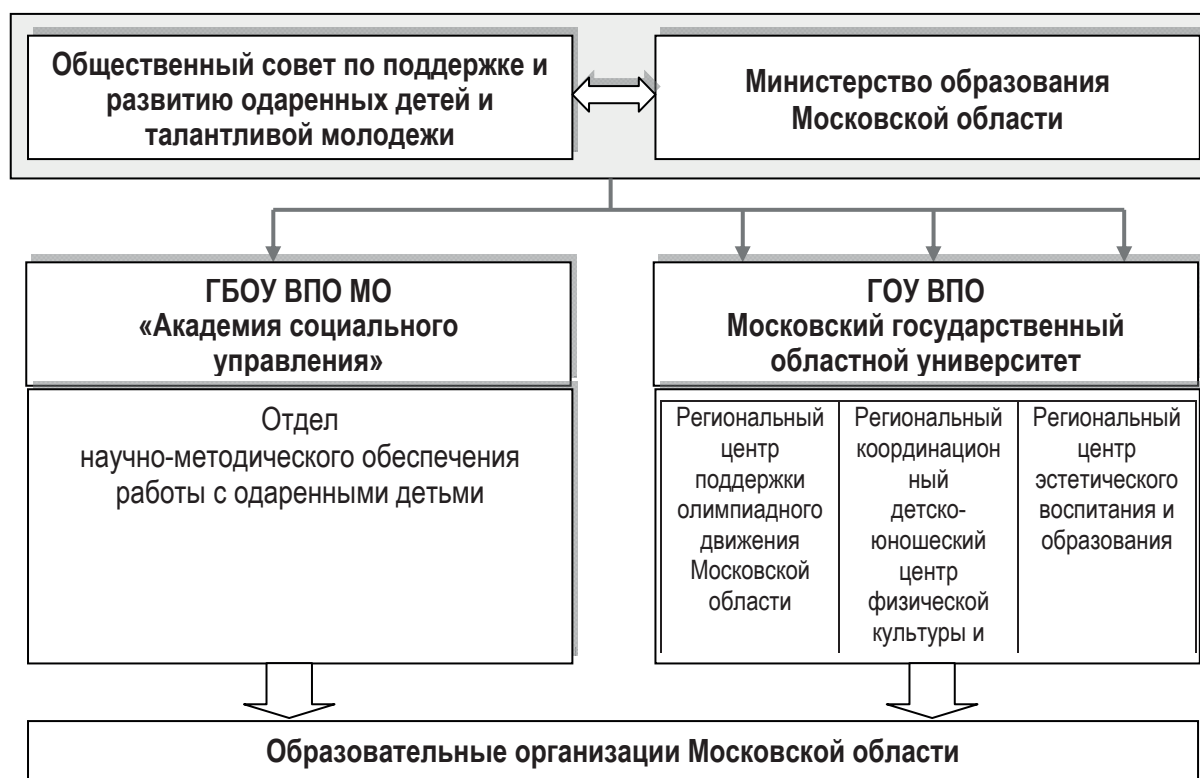 Общественный совет по поддержке и
развитию одаренных детей и
талантливой молодежи
Министерство образования
Московской области
ГБОУ ВПО МО
«Академия социального
управления»
ГОУ ВПО
Московский государственный
областной университет
Отдел
научно-методического обеспечения
работы с одаренными детьми
Региональный
центр
поддержки
олимпиадного
движения
Московской
области
Региональный
координацион
ный
детско-
юношеский
центр
физической
культуры и
Региональный
центр
эстетического
воспитания и
образования
Образовательные организации Московской области